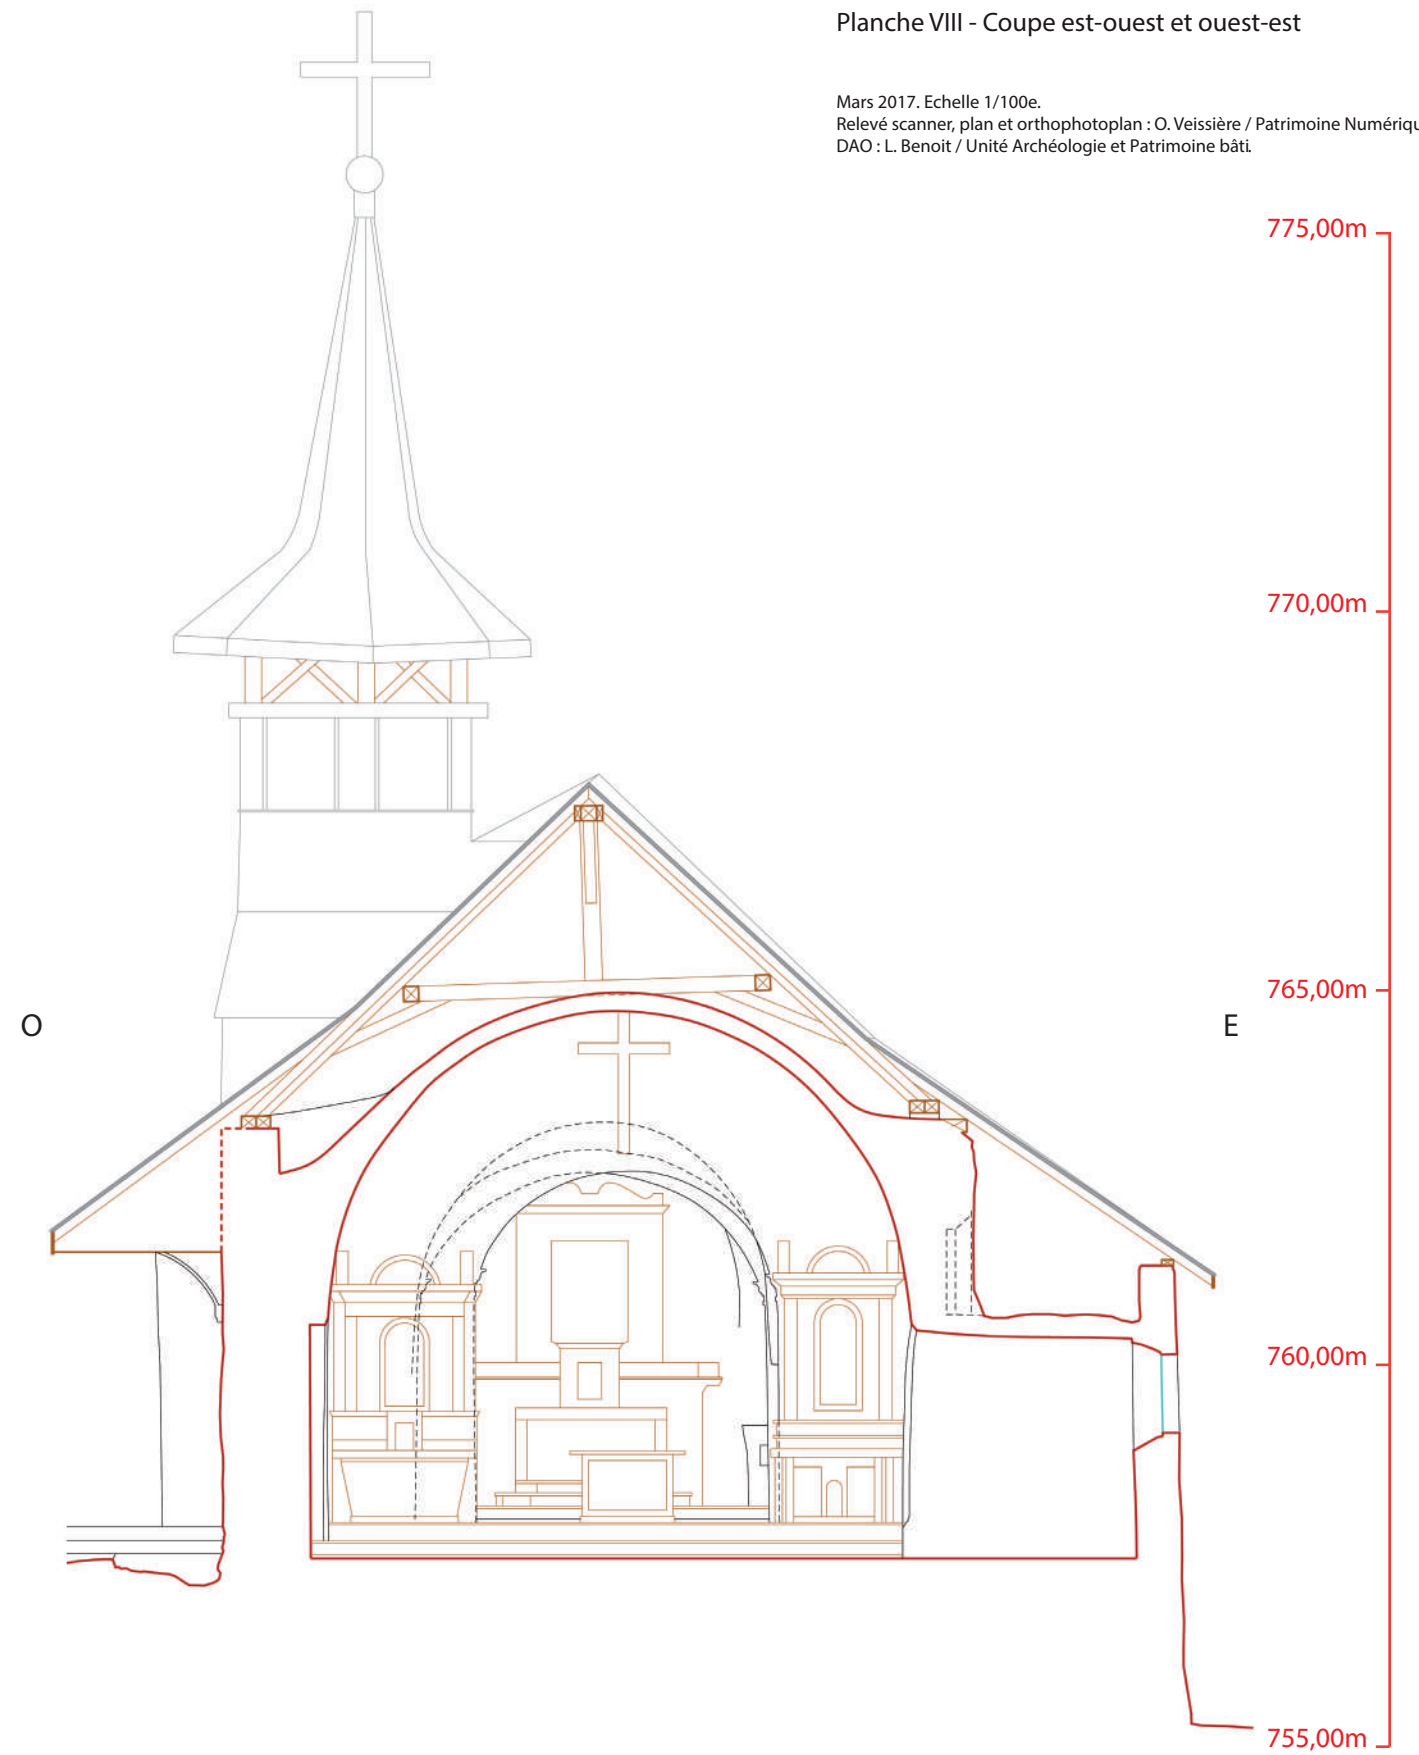 Planche VIII - Coupe est-ouest et ouest-est
Mars 2017. Echelle 1/100e.
Relevé scanner, plan et orthophotoplan : O. Veissière / Patrimoine Numériqu
DAO : L. Benoit / Unité Archéologie et Patrimoine bâti.
775,00m
770,00m
765,00m
O
E
760,00m
755,00m